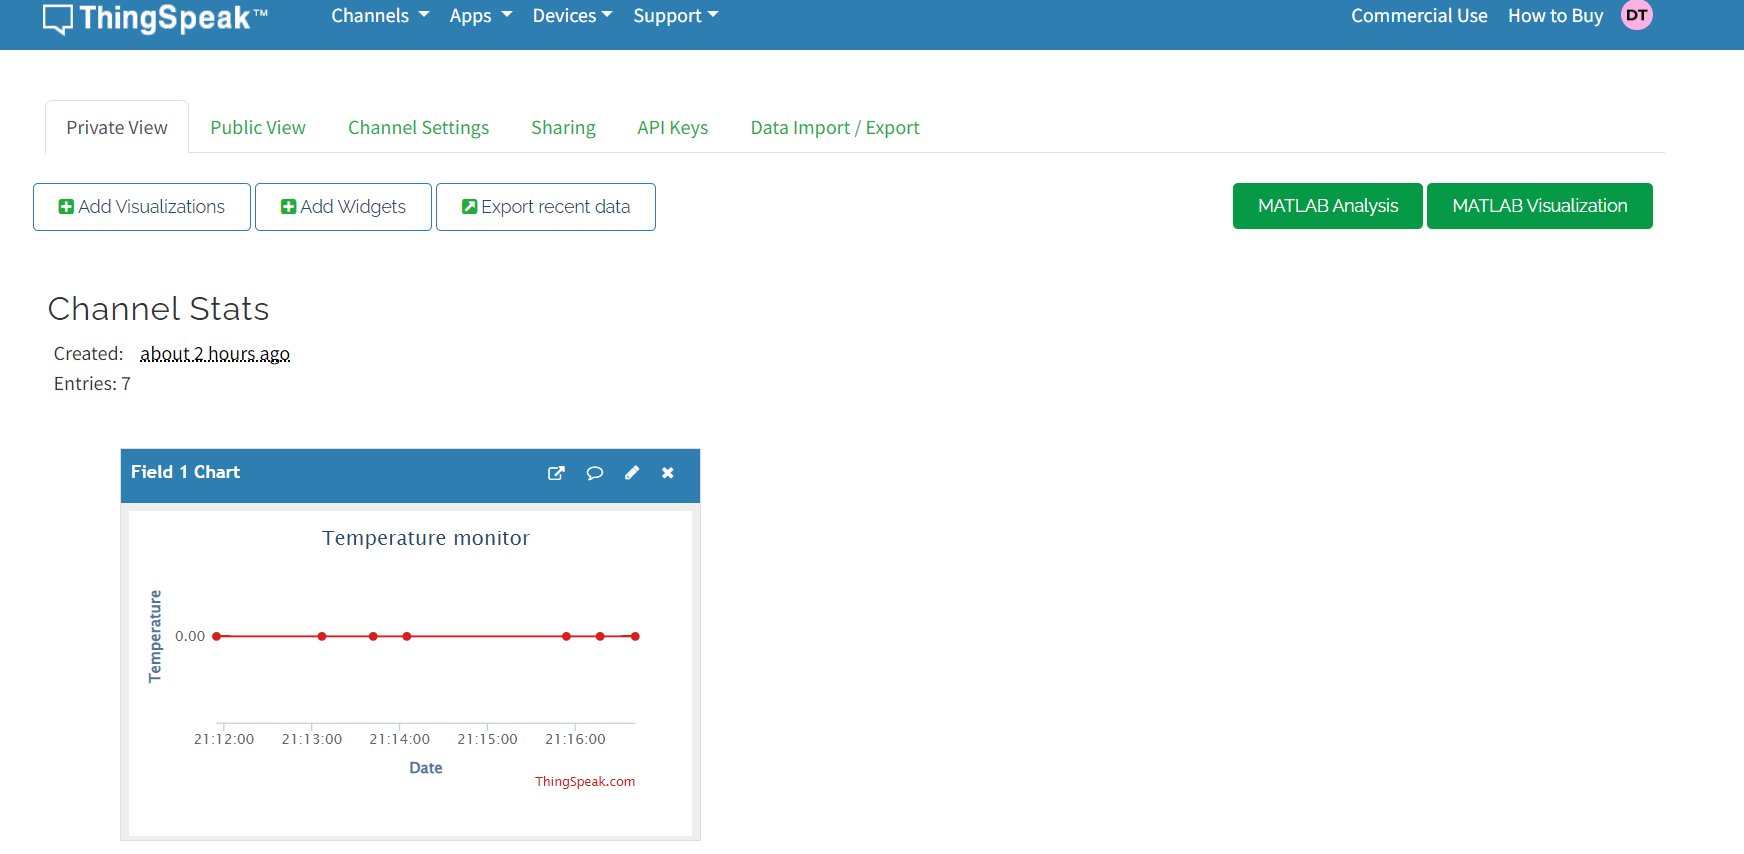 ThingSpeak™ Channels Apps Devices Support Commercial Use How to Buy DT
Private View Public View Channel Settings Sharing API Keys Data Import / Export
Add Visualizations Add Widgets Export recent data MATLAB Analysis MATLAB Visualization
Channel Stats
Created: about 2 hours ago
Entries: 7
Field 1 Chart
Temperature monitor
Temperature
0.00
21:12:00 21:13:00 21:14:00 21:15:00 21:16:00
Date
ThingSpeak.com